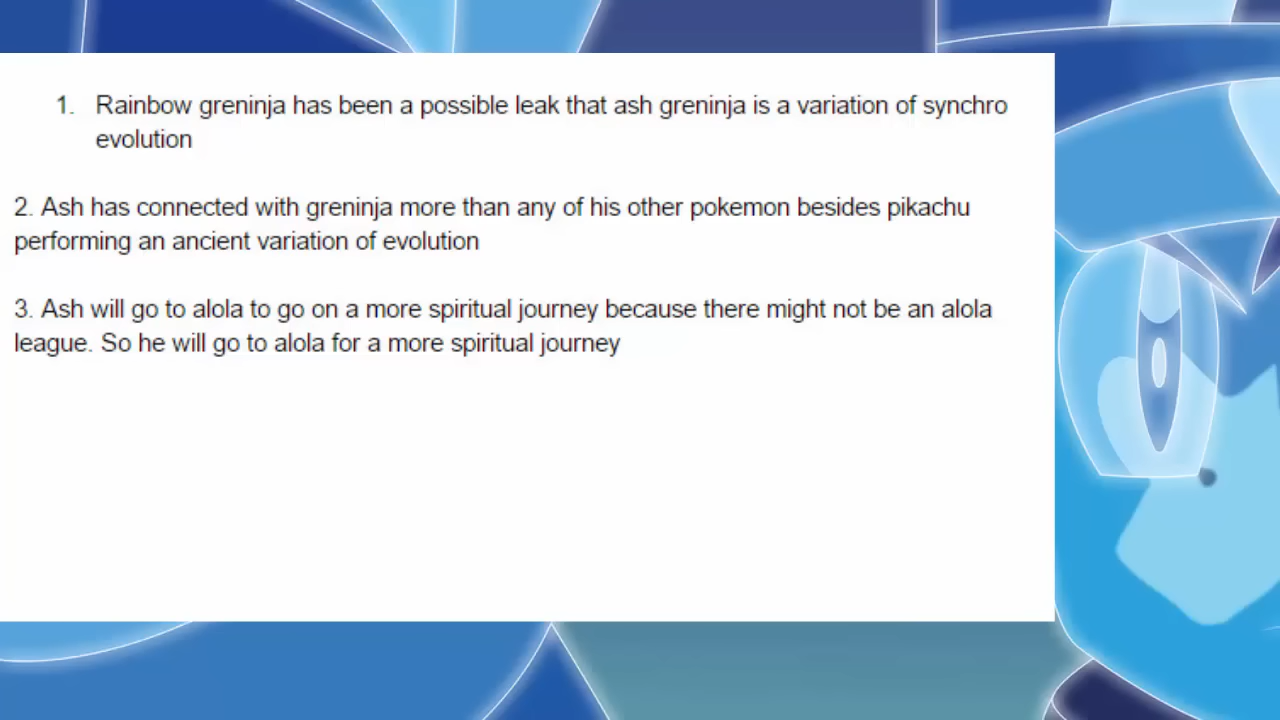 1. Rainbow greninja has been a possible leak that ash greninja is a variation of synchro
evolution
2. Ash has connected with greninja more than any of his other pokemon besides pikachu
performing an ancient variation of evolution
3. Ash will go to alola to go on a more spiritual journey because there might not be an alola
league. So he will go to alola for a more spiritual journey